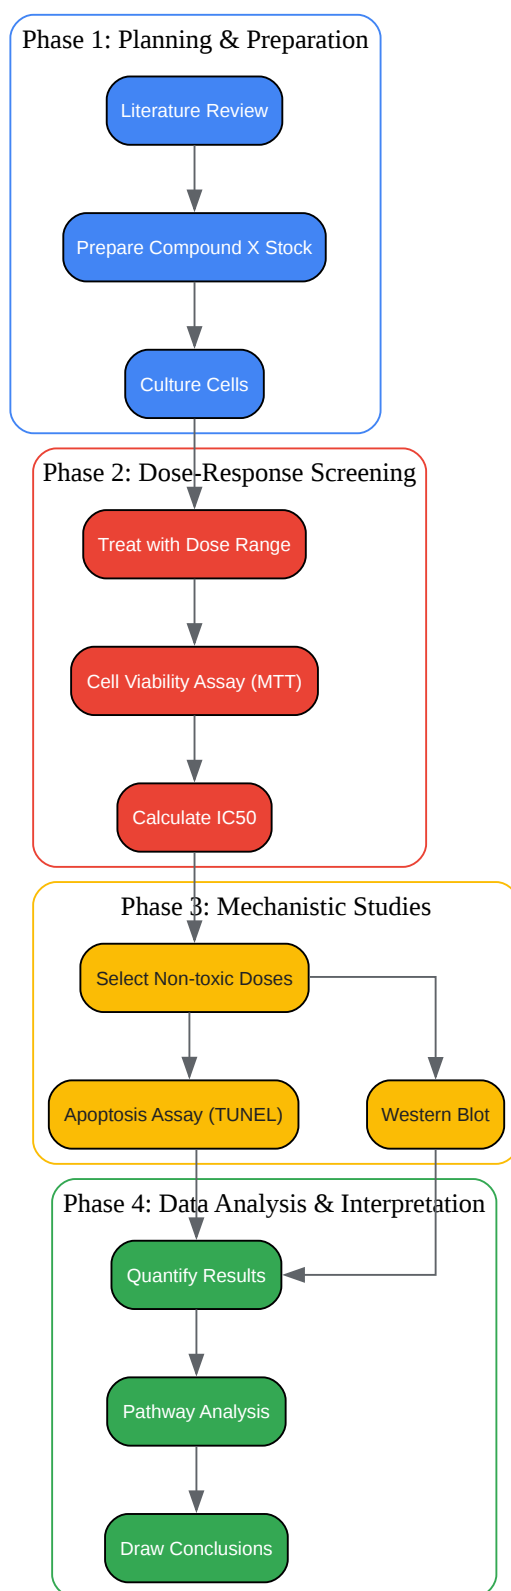 Phase 1: Planning & Preparation
Literature Review
Prepare Compound X Stock
Culture Cells
Phase 2: Dose-Response Screening
Treat with Dose Range
Cell Viability Assay (MTT)
Calculate IC50
Phase 3: Mechanistic Studies
Select Non-toxic Doses
Apoptosis Assay (TUNEL)
Western Blot
Phase 4: Data Analysis & Interpretation
Quantify Results
Pathway Analysis
Draw Conclusions